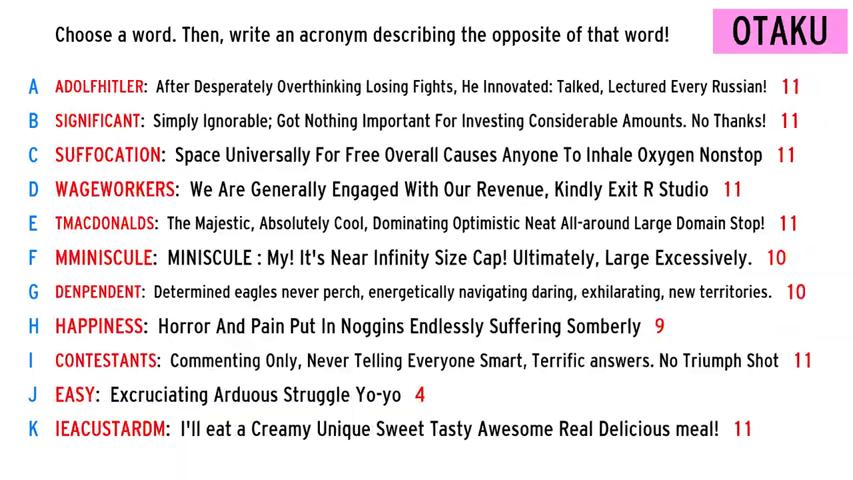 Choose a word. Then, write an acronym describing the opposite of that word!
OTAKU
A ADOLFHITLER: After Desperately Overthinking Losing Fights, He Innovated: Talked, Lectured Every Russian! 11
B SIGNIFICANT: Simply Ignorable; Got Nothing Important For Investing Considerable Amounts. No Thanks! 11
C SUFFOCATION: Space Universally For Free Overall Causes Anyone To Inhale Oxygen Nonstop 11
D WAGEWORKERS: We Are Generally Engaged With Our Revenue, Kindly Exit R Studio 11
E TMACDONALDS: The Majestic, Absolutely Cool, Dominating Optimistic Neat All-around Large Domain Stop! 11
F MMINISCULE: MINISCULE : My! It's Near Infinity Size Cap! Ultimately, Large Excessively. 10
G DENPENDENT: Determined eagles never perch, energetically navigating daring, exhilarating, new territories. 10
H HAPPINESS: Horror And Pain Put In Noggins Endlessly Suffering Somberly 9
I CONTESTANTS: Commenting Only, Never Telling Everyone Smart, Terrific answers. No Triumph Shot 11
J EASY: Excruciating Arduous Struggle Yo-yo 4
K IEACUSTARDM: I'll eat a Creamy Unique Sweet Tasty Awesome Real Delicious meal! 11